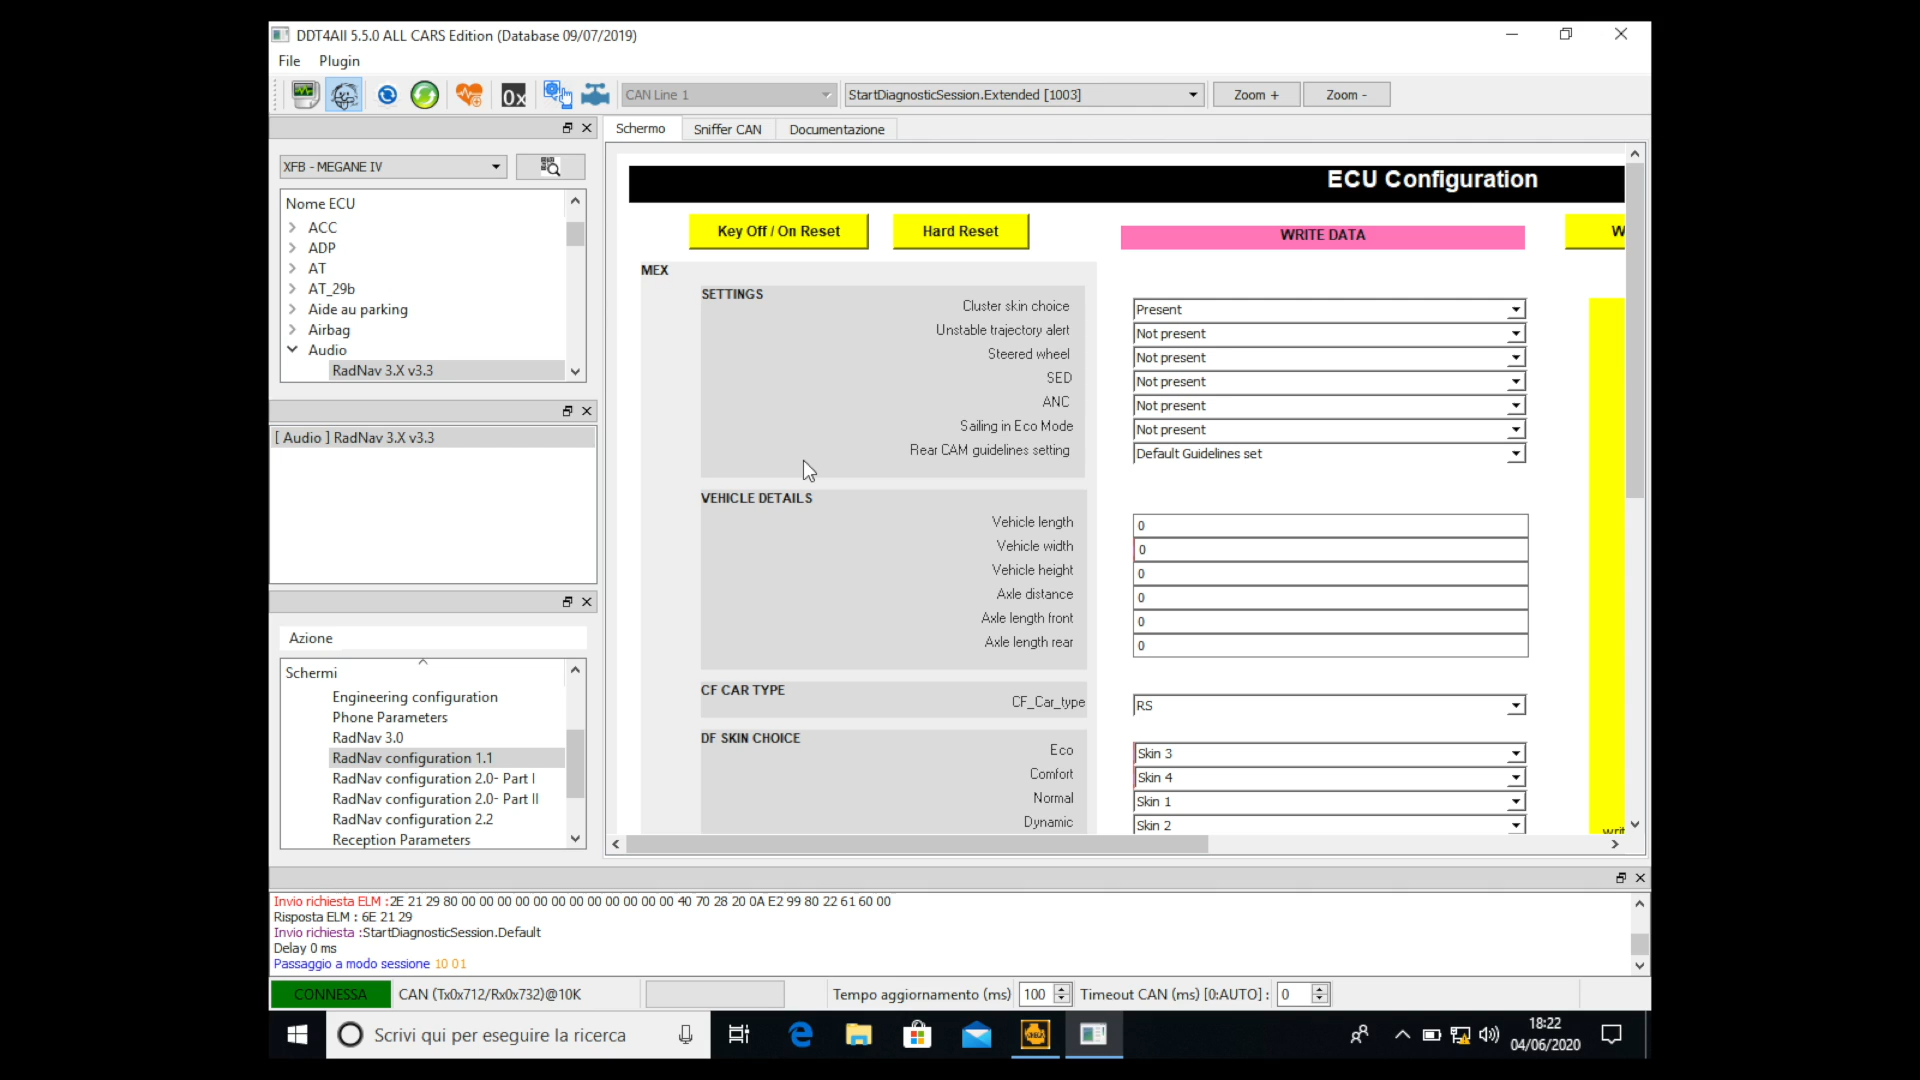 DDT4All 5.5.0 ALL CARS Edition (Database 09/07/2019)
File Plugin
0x
CAN Line 1
StartDiagnosticSession.Extended [1003]
Zoom +
Zoom -
Schermo
Sniffer CAN
Documentazione
XFB - MEGANE IV
Nome ECU
ACC
ADP
AT
AT_29b
Aide au parking
Airbag
Audio
RadNav 3.X v3.3
[ Audio ] RadNav 3.X v3.3
Azione
Schermi
Engineering configuration
Phone Parameters
RadNav 3.0
RadNav configuration 1.1
RadNav configuration 2.0- Part I
RadNav configuration 2.0- Part II
RadNav configuration 2.2
Reception Parameters
ECU Configuration
Key Off / On Reset
Hard Reset
WRITE DATA
W
MEX
SETTINGS
Cluster skin choice Present
Unstable trajectory alert Not present
Steered wheel Not present
SED Not present
ANC Not present
Sailing in Eco Mode Not present
Rear CAM guidelines setting Default Guidelines set
VEHICLE DETAILS
Vehicle length 0
Vehicle width 0
Vehicle height 0
Axle distance 0
Axle length front 0
Axle length rear 0
CF CAR TYPE
CF_Car_type RS
DF SKIN CHOICE
Eco Skin 3
Comfort Skin 4
Normal Skin 1
Dynamic Skin 2
Invio richiesta ELM :2E 21 29 80 00 00 00 00 00 00 00 00 00 00 00 00 40 70 28 20 0A E2 99 80 22 61 60 00
Risposta ELM : 6E 21 29
Invio richiesta :StartDiagnosticSession.Default
Delay 0 ms
Passaggio a modo sessione 10 01
CONNESSA
CAN (Tx0x712/Rx0x732)@10K
Tempo aggiornamento (ms) 100
Timeout CAN (ms) [0:AUTO] : 0
Scrivi qui per eseguire la ricerca
18:22
04/06/2020